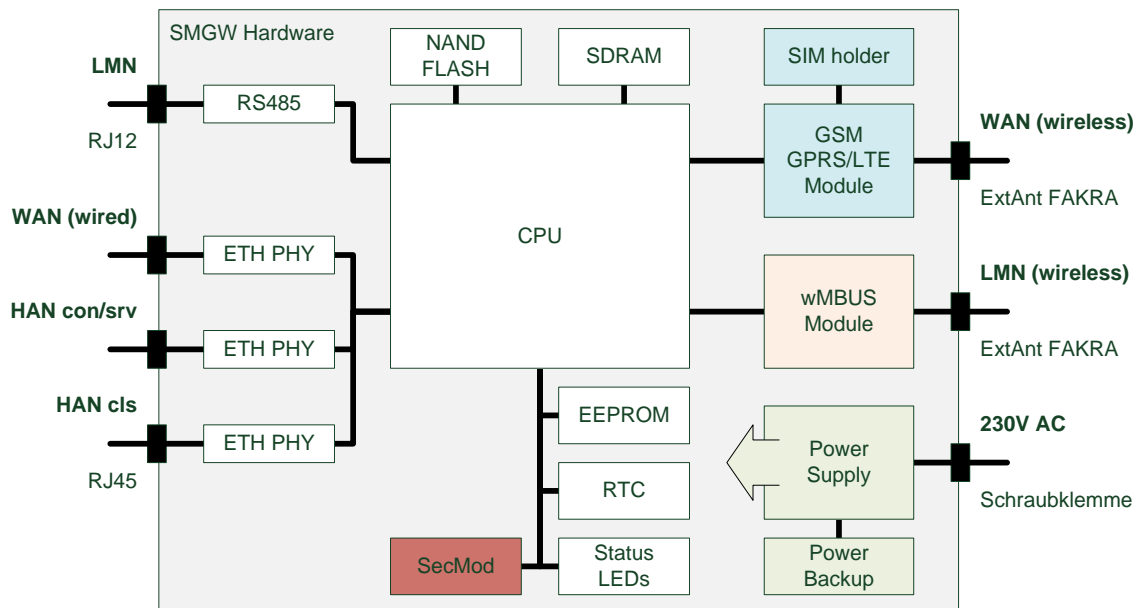 SMGW Hardware
LMN
RJ12
RS485
WAN (wired)
ETH PHY
HAN con/srv
ETH PHY
HAN cls
RJ45
ETH PHY
NAND
FLASH
SDRAM
CPU
SIM holder
GSM
GPRS/LTE
Module
WAN (wireless)
ExtAnt FAKRA
wMBUS
Module
LMN (wireless)
ExtAnt FAKRA
EEPROM
RTC
SecMod
Status
LEDs
Power
Supply
230V AC
Schraubklemme
Power
Backup